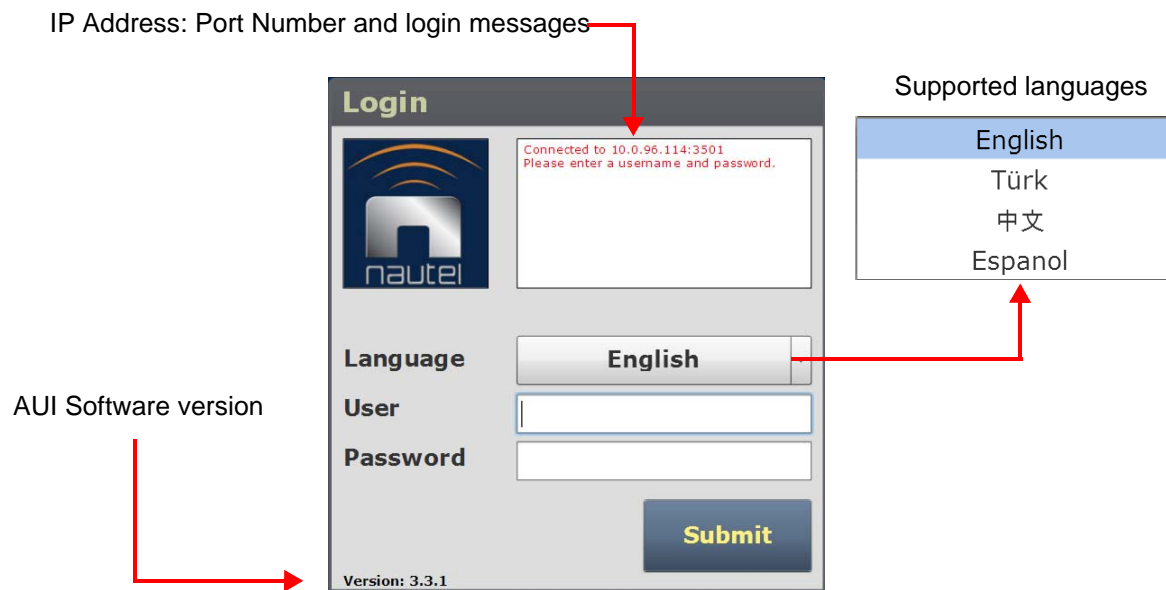 IP Address: Port Number and login messages
Login
Connected to 10.0.96.114:3501
Please enter a username and password.
nautel
Supported languages
English
Türk
中文
Espanol
Language
English
AUI Software version
User
Password
Submit
Version: 3.3.1